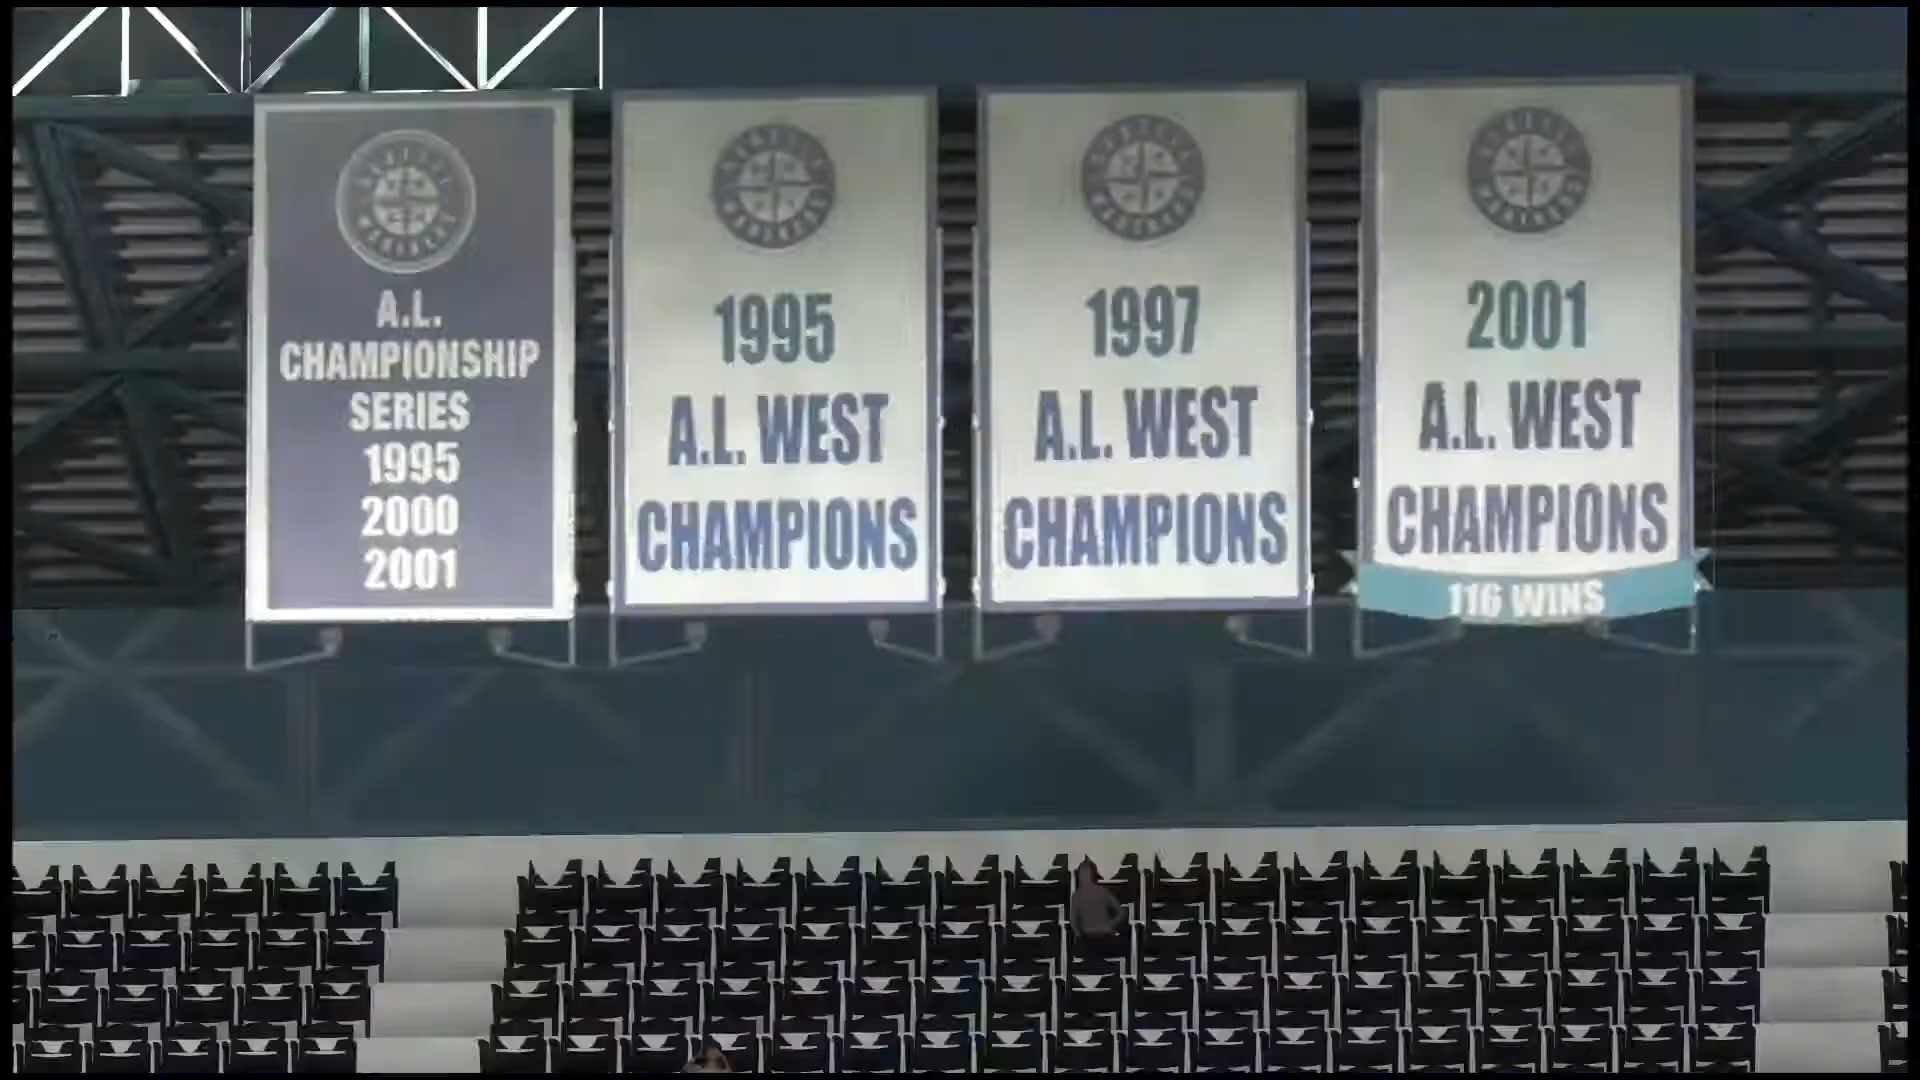 A.L.
CHAMPIONSHIP
SERIES
1995
2000
2001
1995
A.L. WEST
CHAMPIONS
1997
A.L. WEST
CHAMPIONS
2001
A.L. WEST
CHAMPIONS
116 WINS